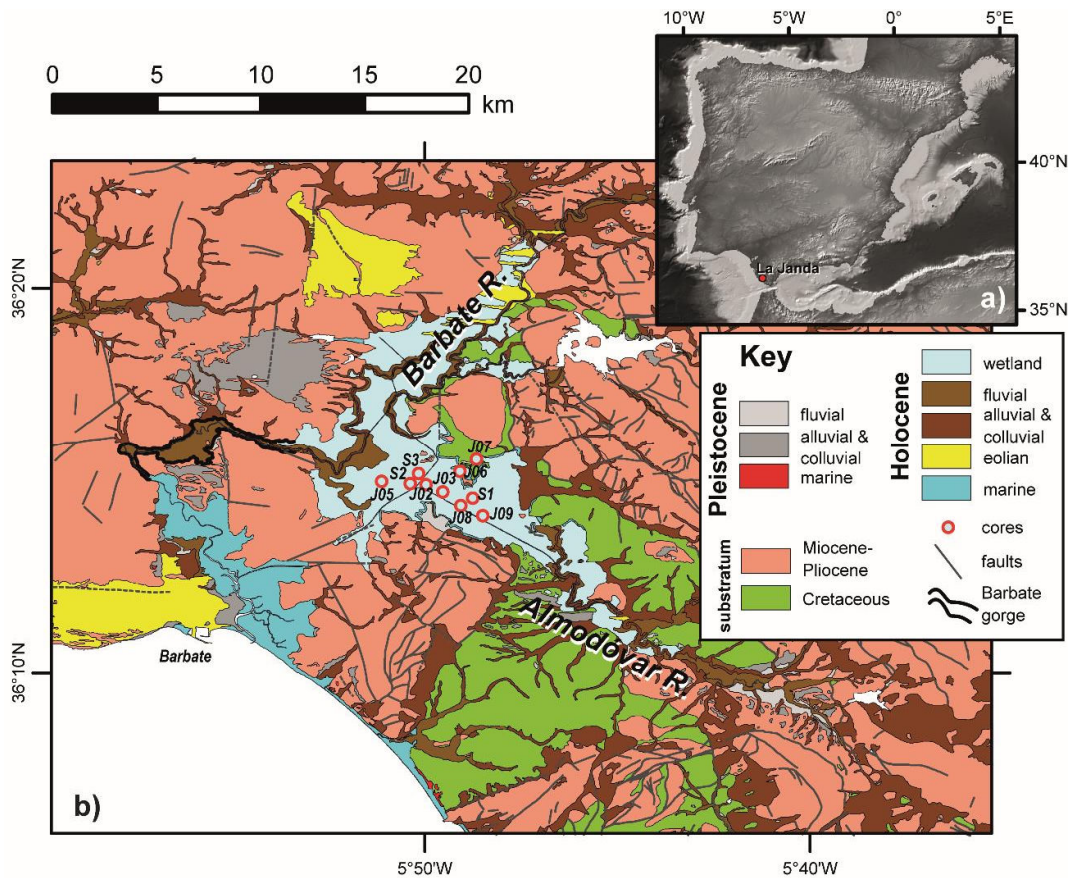 10°W 5°W 0° 5°E
0 5 10 15 20
km
40°N
La Janda
a)
35°N
36°20'N
Barbate R.
Key
Pleistocene
fluvial
alluvial &
colluvial
marine
substratum
Miocene-
Pliocene
Cretaceous
Holocene
wetland
fluvial
alluvial &
colluvial
eolian
marine
cores
faults
Barbate
gorge
J07
S3
J06
S2
J03
J05
J02
S1
J08
J09
Almodóvar R.
Barbate
36°10'N
b)
5°50'W
5°40'W